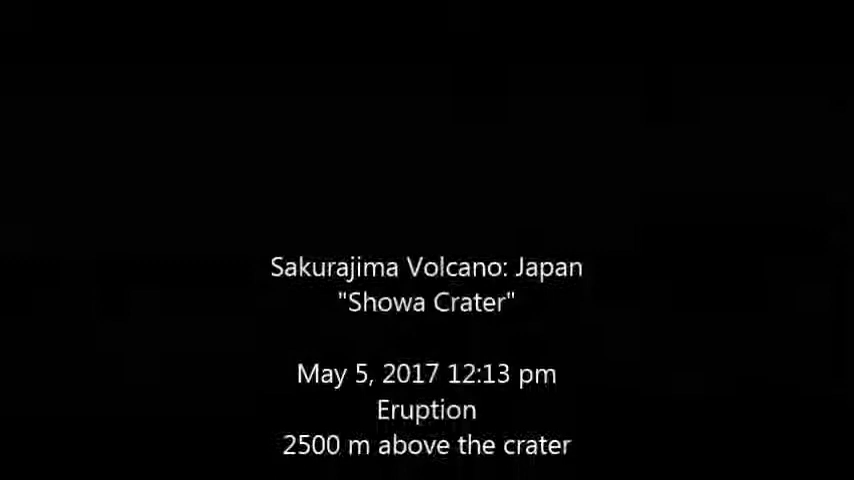 Sakurajima Volcano: Japan
"Showa Crater"
May 5, 2017 12:13 pm
Eruption
2500 m above the crater